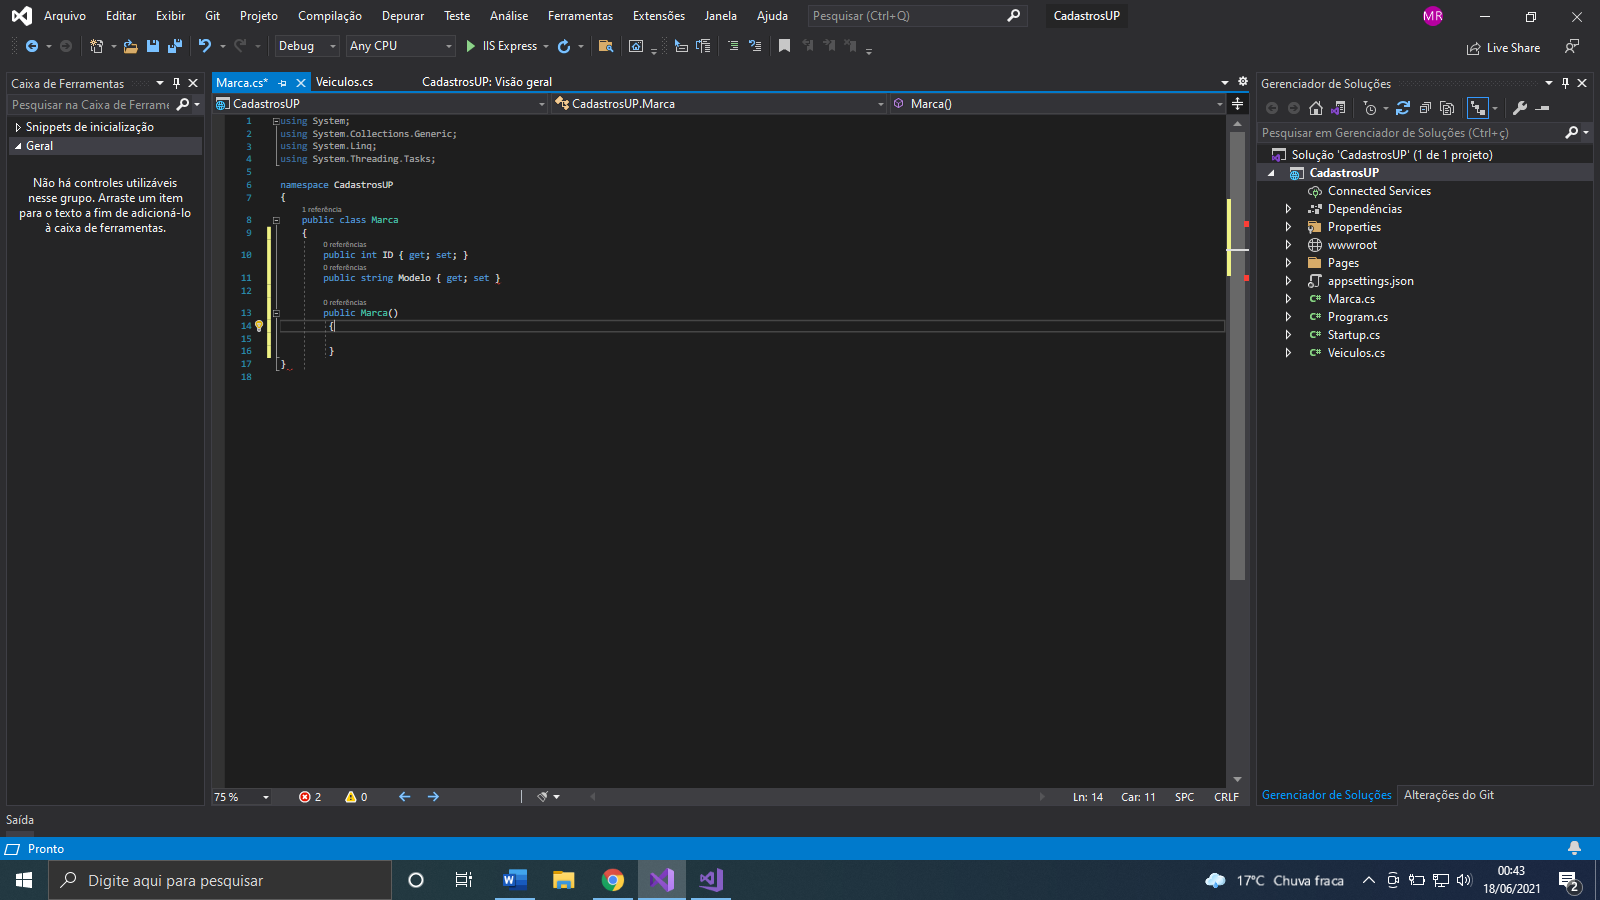 Arquivo Editar Exibir Git Projeto Compilação Depurar Teste Análise Ferramentas Extensões Janela Ajuda Pesquisar (Ctrl+Q) CadastrosUP MR
Debug Any CPU IIS Express Live Share
Caixa de Ferramentas
Pesquisar na Caixa de Ferrame
Snippets de inicialização
Geral
Não há controles utilizáveis
nesse grupo. Arraste um item
para o texto a fim de adicioná-lo
à caixa de ferramentas.
Marca.cs* Veiculos.cs CadastrosUP: Visão geral
CadastrosUP CadastrosUP.Marca Marca()
1 using System;
2 using System.Collections.Generic;
3 using System.Linq;
4 using System.Threading.Tasks;
5
6 namespace CadastrosUP
7 {
1 referência
8 public class Marca
9 {
0 referências
10 public int ID { get; set; }
0 referências
11 public string Modelo { get; set }
12
0 referências
13 public Marca()
14 {
15
16 }
17 }
18
75 % 2 0 Ln: 14 Car: 11 SPC CRLF
Gerenciador de Soluções
Pesquisar em Gerenciador de Soluções (Ctrl+ç)
Solução 'CadastrosUP' (1 de 1 projeto)
CadastrosUP
Connected Services
Dependências
Properties
wwwroot
Pages
appsettings.json
C# Marca.cs
C# Program.cs
C# Startup.cs
C# Veiculos.cs
Gerenciador de Soluções Alterações do Git
Saída
Pronto
Digite aqui para pesquisar
17°C Chuva fraca
00:43
18/06/2021
2